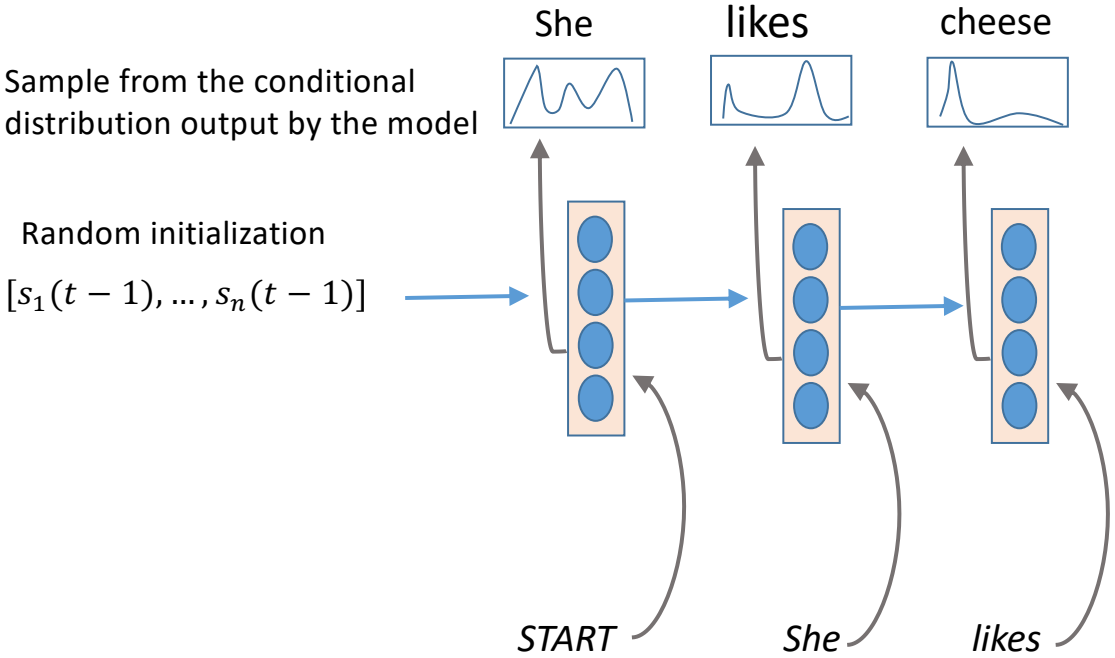 She likes cheese
Sample from the conditional
distribution output by the model
Random initialization
[s₁(t − 1), … , sₙ(t − 1)]
START She likes